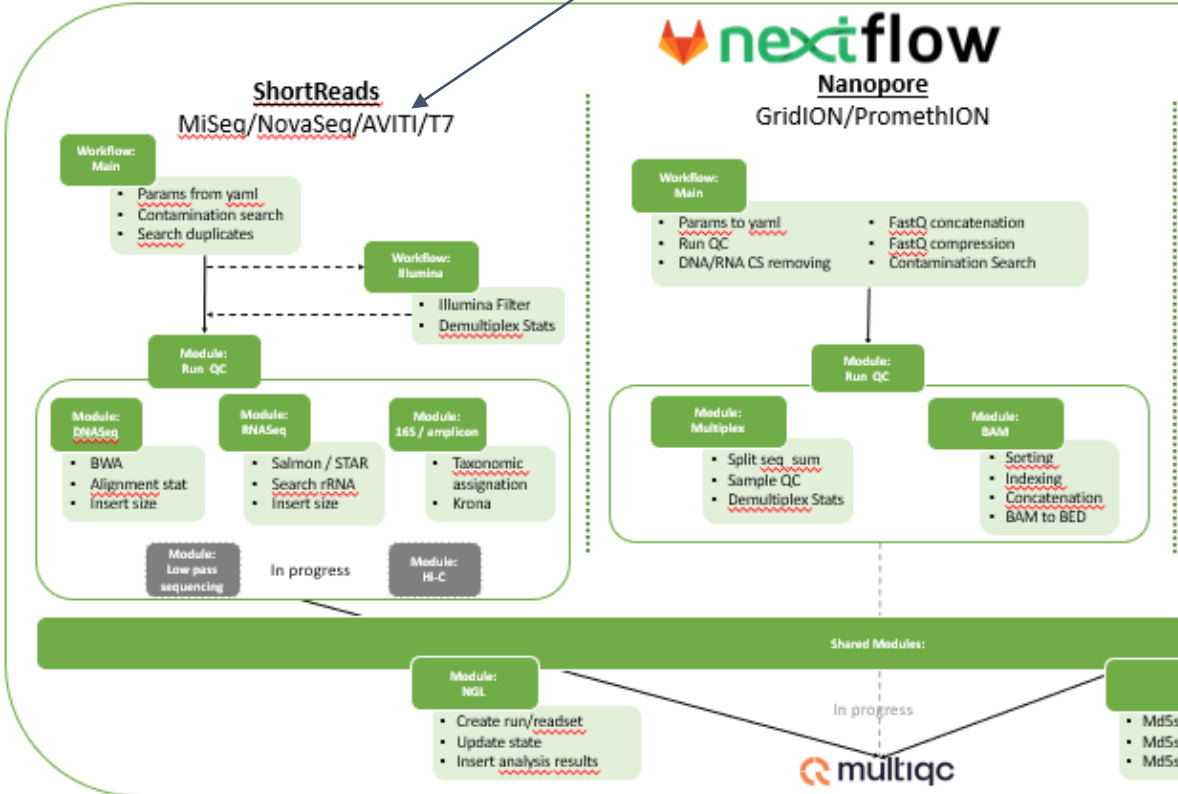 nextflow
ShortReads
MiSeq/NovaSeq/AVITI/T7
Workflow:
Main
Params from yaml
Contamination search
Search duplicates
Workflow:
Illumina
Illumina Filter
Demultiplex Stats
Module:
Run QC
Module:
DNASeq
BWA
Alignment stat
Insert size
Module:
RNASeq
Salmon / STAR
Search rRNA
Insert size
Module:
16S / amplicon
Taxonomic
assignation
Krona
Module:
Low pass
sequencing
In progress
Module:
Hi-C
Nanopore
GridION/PromethION
Workflow:
Main
Params to yaml
Run QC
DNA/RNA CS removing
FastQ concatenation
FastQ compression
Contamination Search
Module:
Run QC
Module:
Multiplex
Split seq_sum
Sample QC
Demultiplex Stats
Module:
BAM
Sorting
Indexing
Concatenation
BAM to BED
Shared Modules:
Module:
NGL
Create run/readset
Update state
Insert analysis results
In progress
multiqc
Md5s
Md5s
Md5s